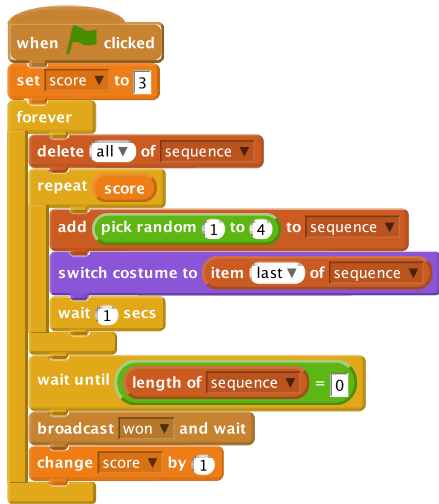 when clicked
set score to 3
forever
delete all of sequence
repeat score
add pick random 1 to 4 to sequence
switch costume to item last of sequence
wait 1 secs
wait until length of sequence = 0
broadcast won and wait
change score by 1